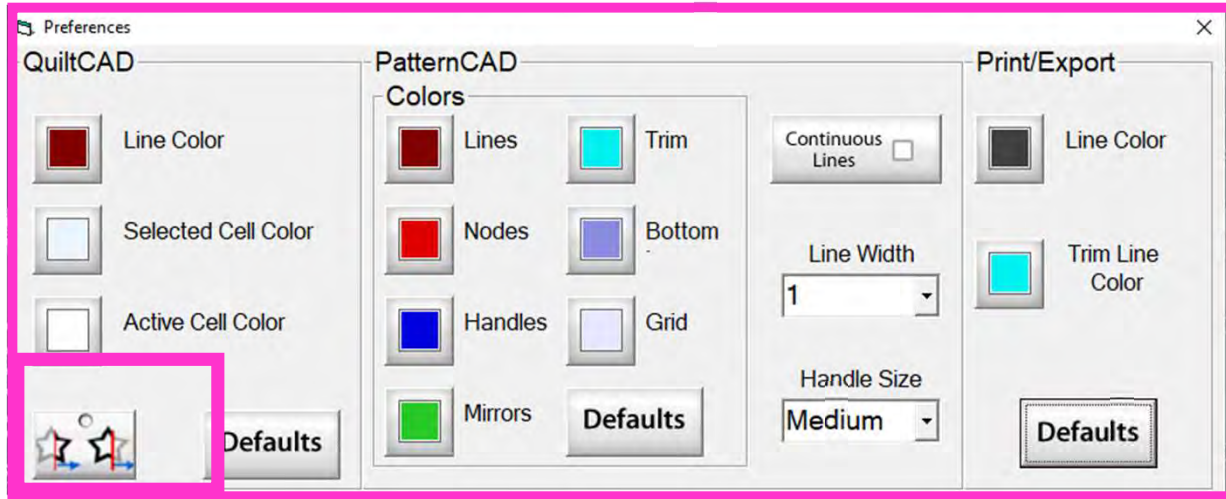 Preferences
QuiltCAD
Line Color
Selected Cell Color
Active Cell Color
Defaults
PatternCAD
Colors
Lines
Trim
Nodes
Bottom
Handles
Grid
Mirrors
Defaults
Continuous
Lines
Line Width
1
Handle Size
Medium
Print/Export
Line Color
Trim Line
Color
Defaults